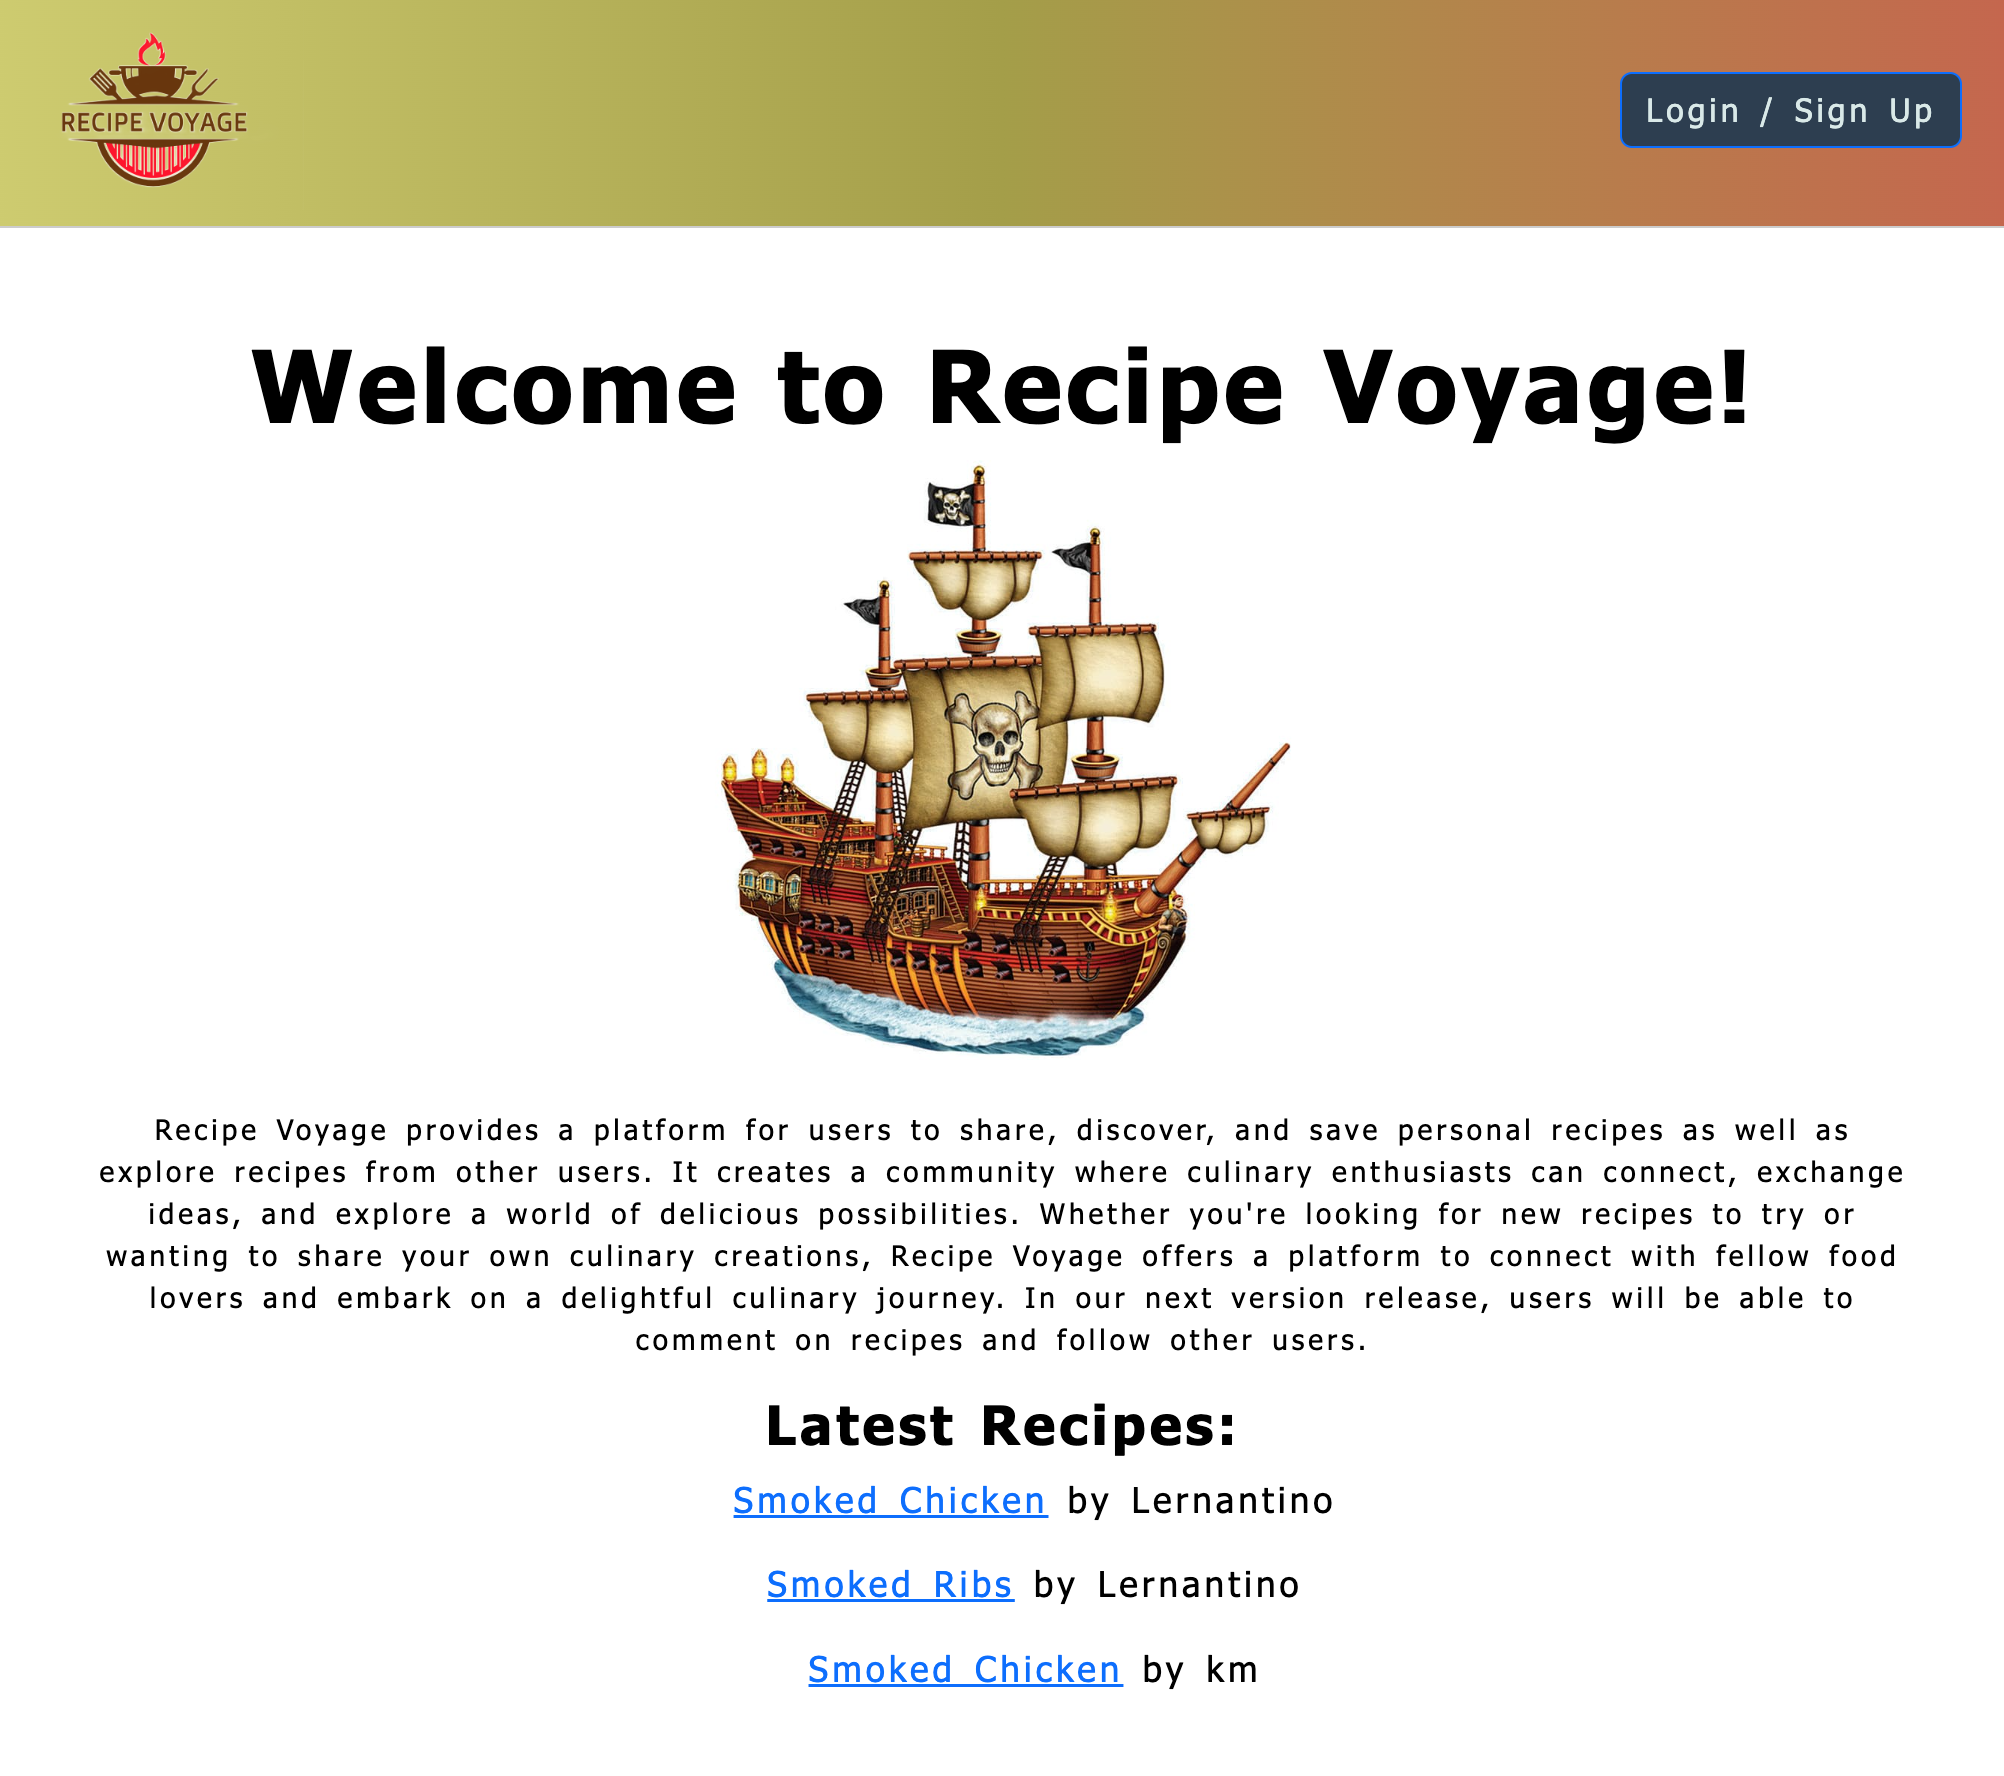 RECIPE VOYAGE
Login / Sign Up
Welcome to Recipe Voyage!
Recipe Voyage provides a platform for users to share, discover, and save personal recipes as well as
explore recipes from other users. It creates a community where culinary enthusiasts can connect, exchange
ideas, and explore a world of delicious possibilities. Whether you're looking for new recipes to try or
wanting to share your own culinary creations, Recipe Voyage offers a platform to connect with fellow food
lovers and embark on a delightful culinary journey. In our next version release, users will be able to
comment on recipes and follow other users.
Latest Recipes:
Smoked Chicken by Lernantino
Smoked Ribs by Lernantino
Smoked Chicken by km